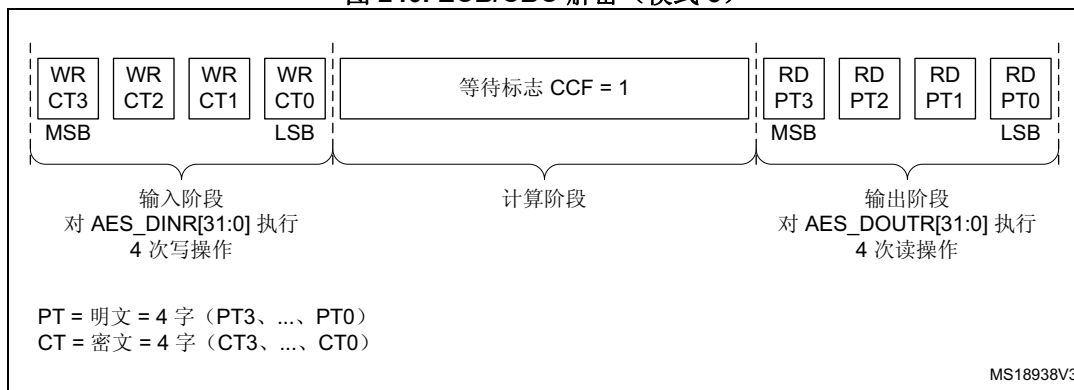 WR CT3
WR CT2
WR CT1
WR CT0
等待标志 CCF = 1
RD PT3
RD PT2
RD PT1
RD PT0
MSB
LSB
MSB
LSB
输入阶段
对 AES_DINR[31:0] 执行
4 次写操作
计算阶段
输出阶段
对 AES_DOUTR[31:0] 执行
4 次读操作
PT = 明文 = 4 字（PT3、...、PT0）
CT = 密文 = 4 字（CT3、...、CT0）
MS18938V3